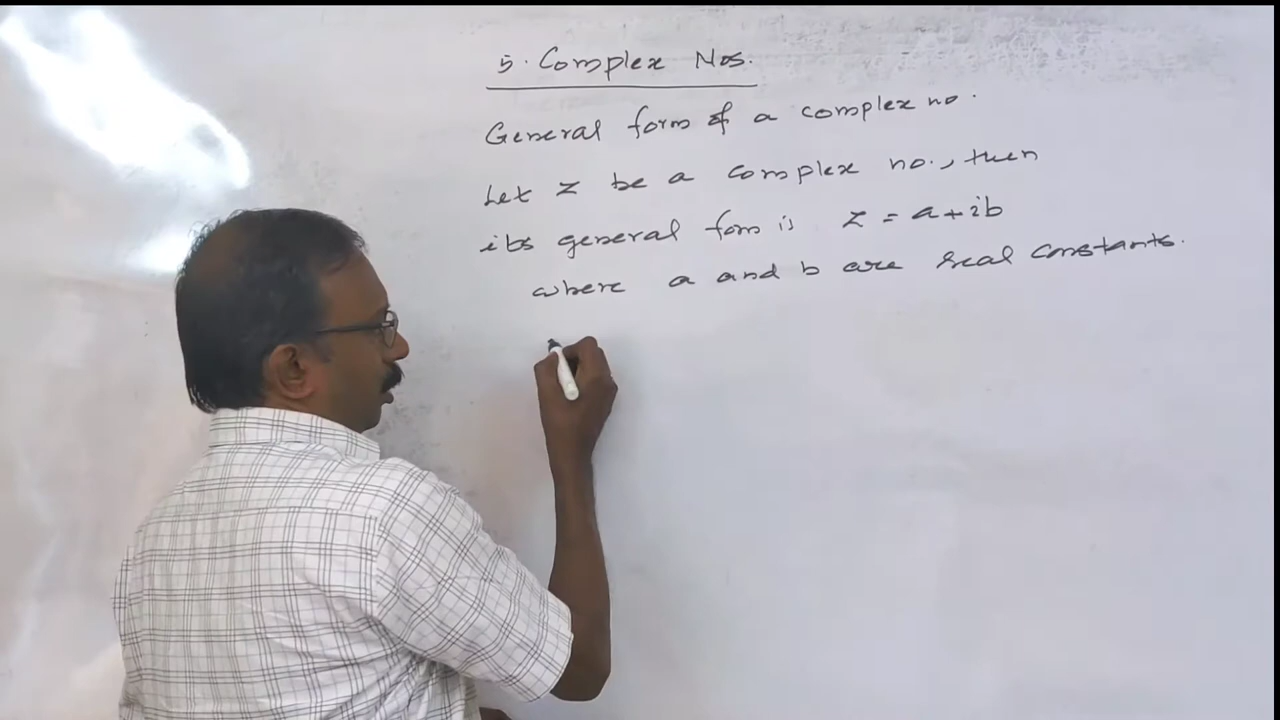 5. Complex Nos.
General form of a complex no.
Let z be a complex no., then
its general form is z = a+ib
where a and b are real constants.